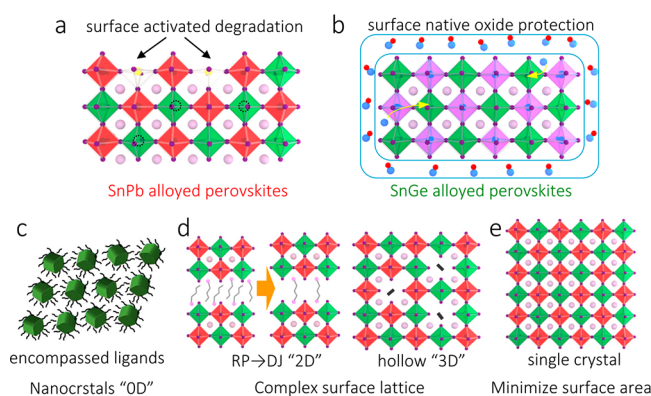 a surface activated degradation
b surface native oxide protection
SnPb alloyed perovskites
SnGe alloyed perovskites
c
d
e
encompassed ligands
RP→DJ “2D”
hollow “3D”
single crystal
Nanocrstals “0D”
Complex surface lattice
Minimize surface area